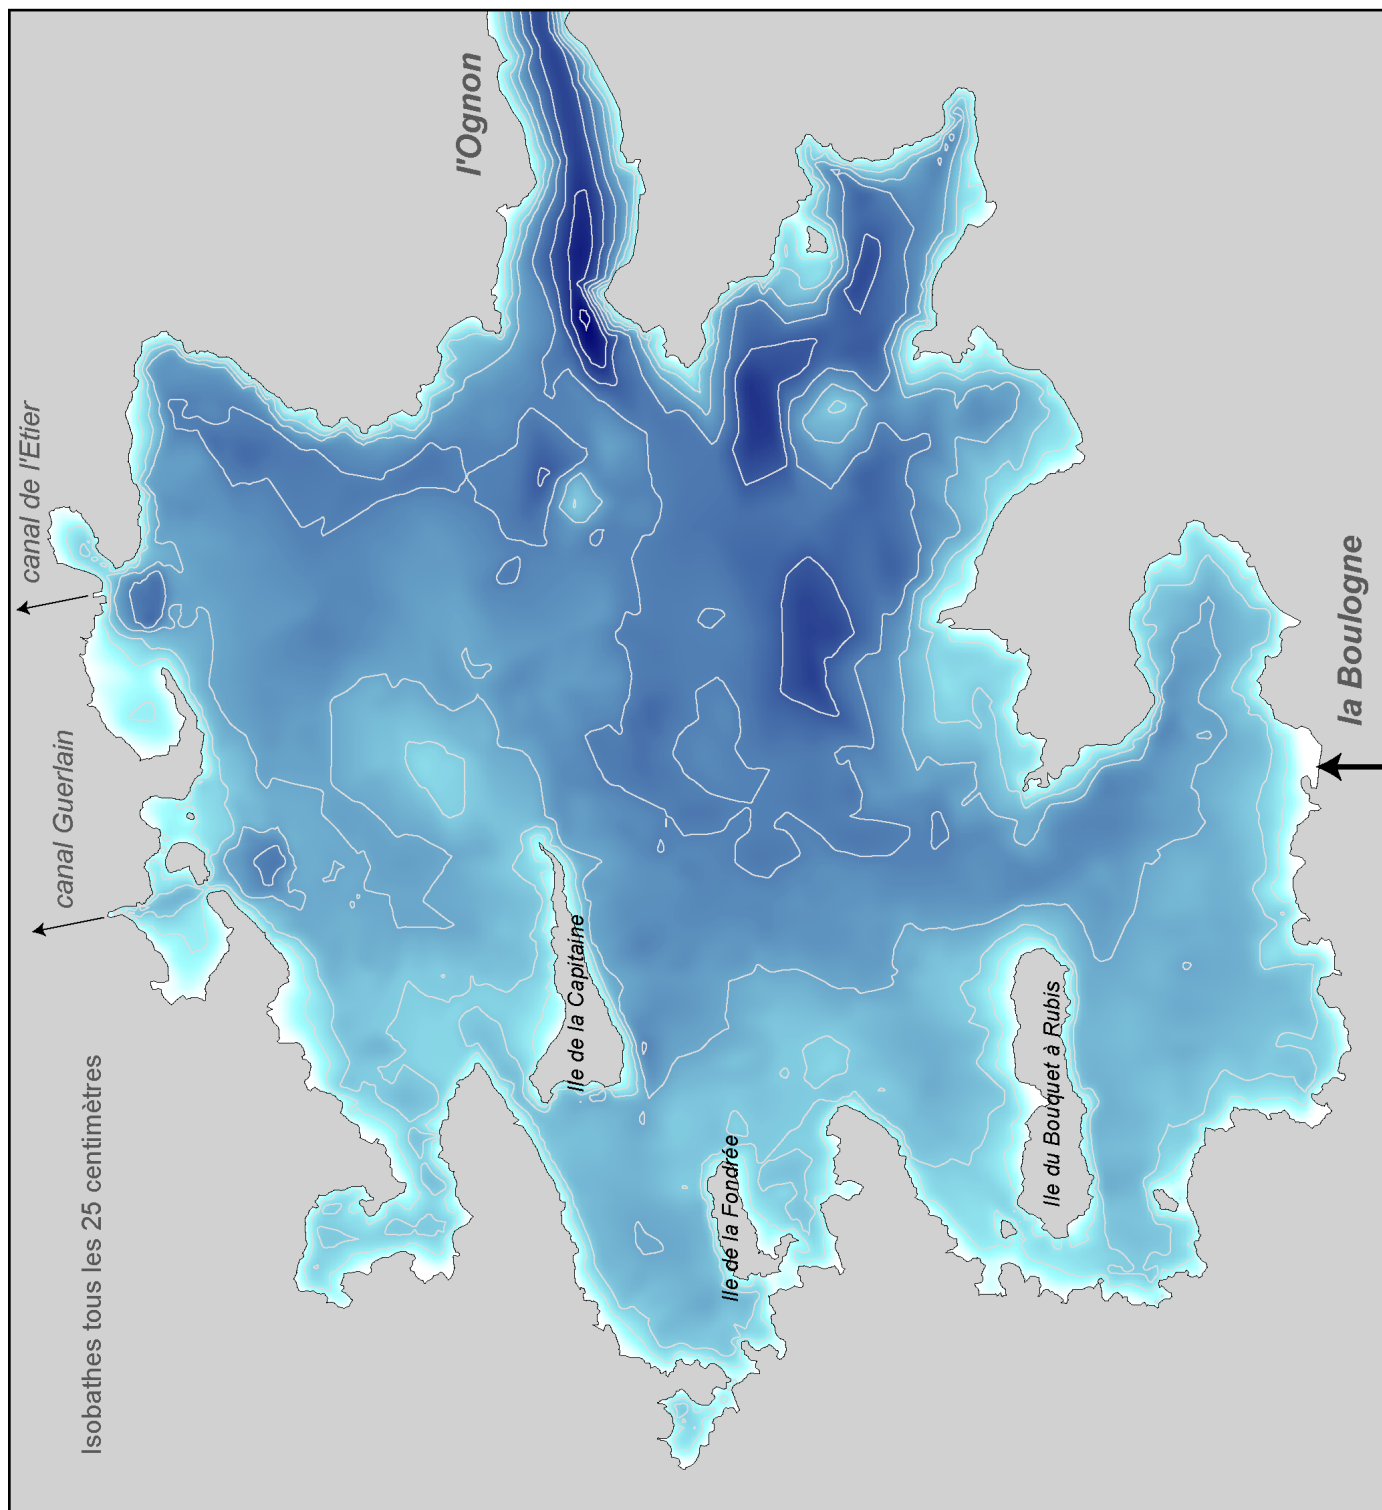 l'Ognon
canal de l'Etier
canal Guerlain
la Boulogne
Ile de la Capitaine
Ile de la Fondrée
Ile du Bouquet à Rubis
Isobathes tous les 25 centimètres